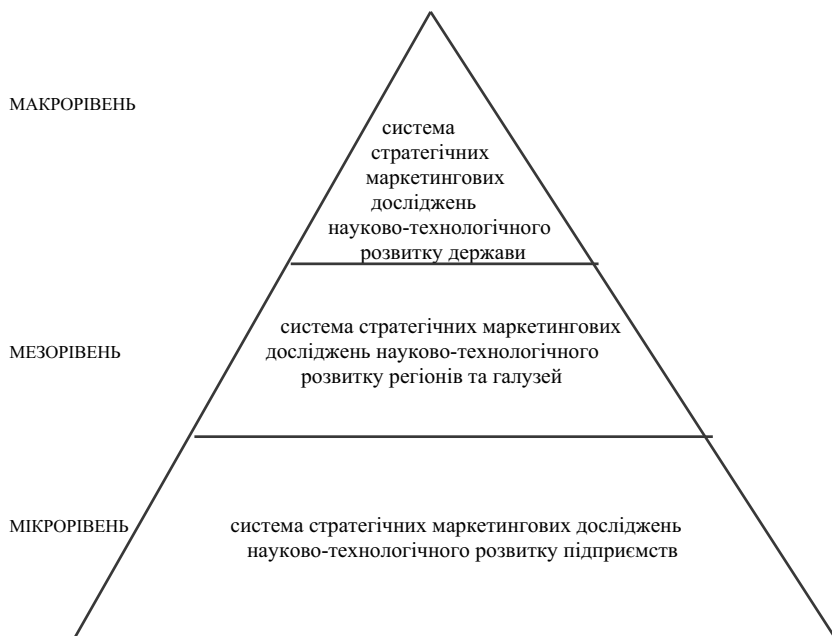 МАКРОРІВЕНЬ
система
стратегічних
маркетингових
досліджень
науково-технологічного
розвитку держави
МЕЗОРІВЕНЬ
система стратегічних маркетингових
досліджень науково-технологічного
розвитку регіонів та галузей
МІКРОРІВЕНЬ
система стратегічних маркетингових досліджень
науково-технологічного розвитку підприємств